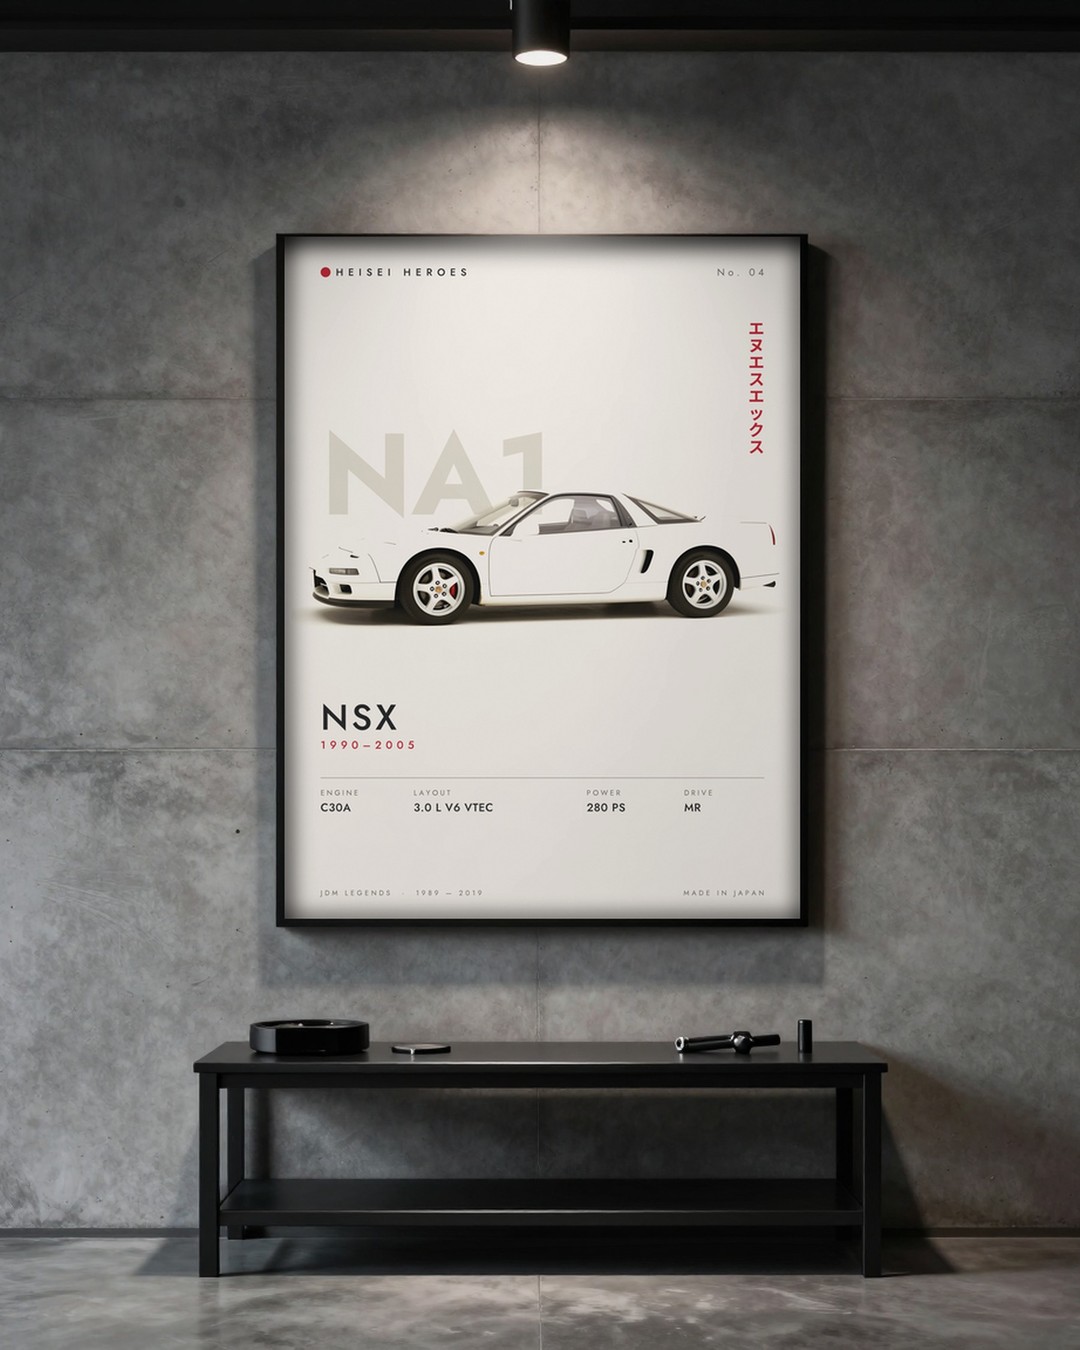 HEISEI HEROES
No. 04
エヌエスエックス
NA1
NSX
1990–2005
ENGINE
LAYOUT
POWER
DRIVE
C30A
3.0 L V6 VTEC
280 PS
MR
JDM LEGENDS · 1989 — 2019
MADE IN JAPAN